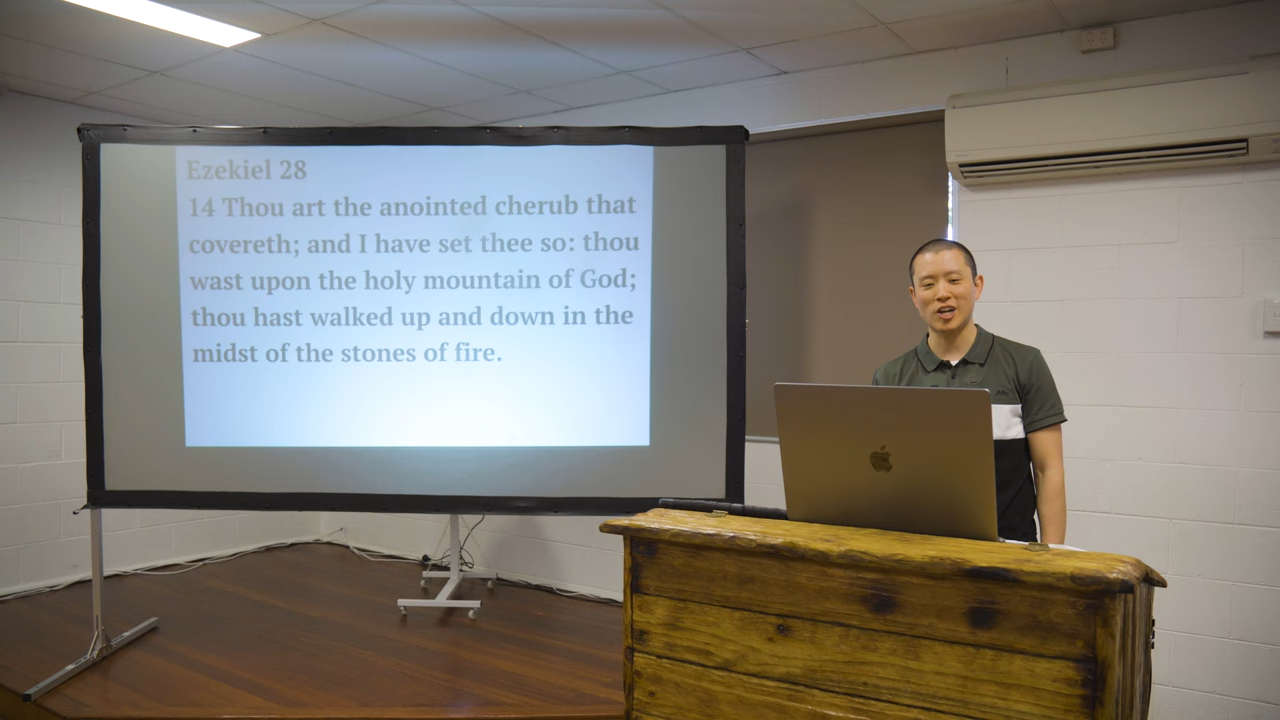 Ezekiel 28
14 Thou art the anointed cherub that
covereth; and I have set thee so: thou
wast upon the holy mountain of God;
thou hast walked up and down in the
midst of the stones of fire.